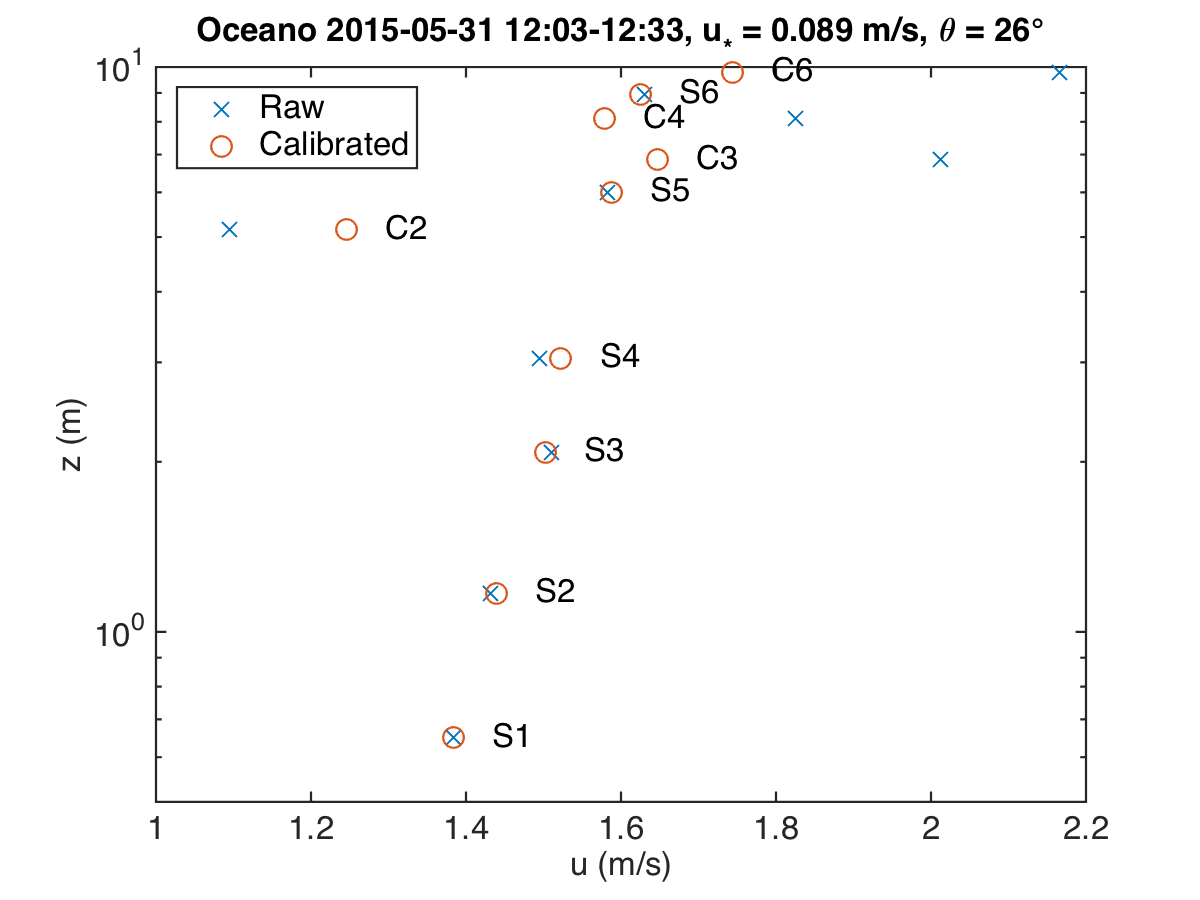 Oceano 2015-05-31 12:03-12:33, u* = 0.089 m/s, θ = 26°
10¹
Raw
Calibrated
C6
S6
C4
C3
S5
C2
S4
S3
S2
10⁰
S1
z (m)
1 1.2 1.4 1.6 1.8 2 2.2
u (m/s)